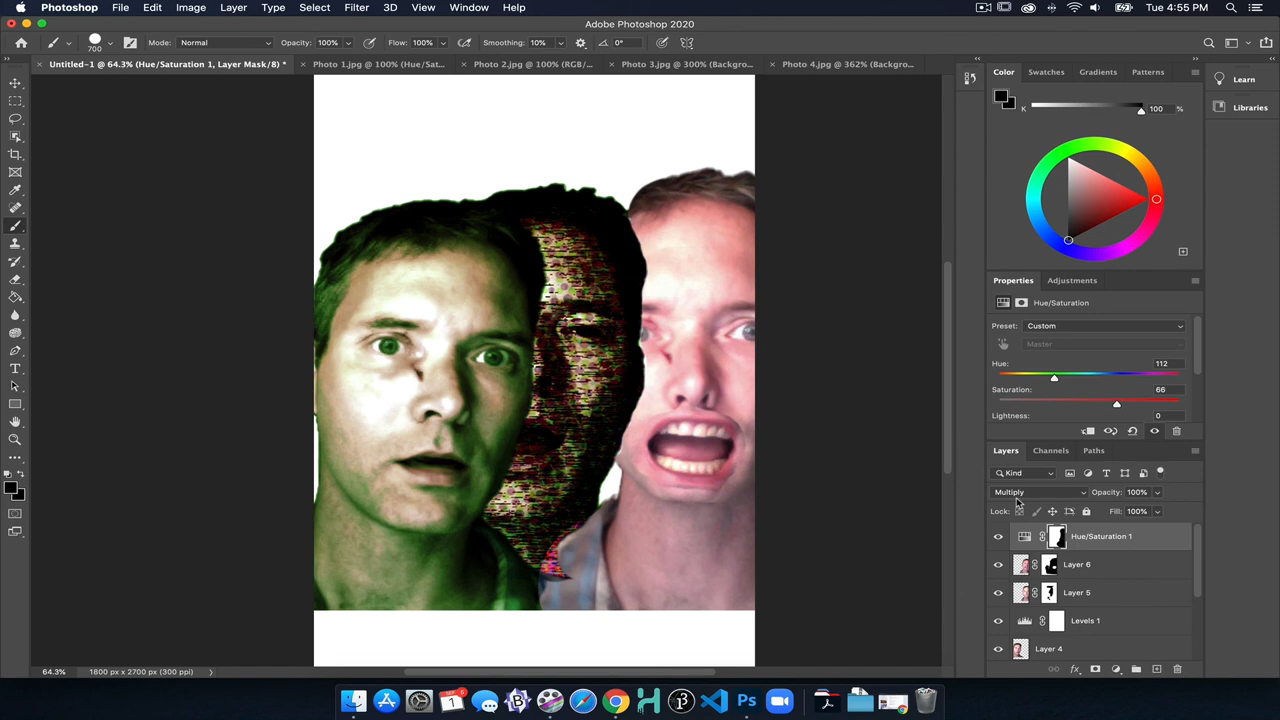 Photoshop File Edit Image Layer Type Select Filter 3D View Window Help Tue 4:55 PM
Adobe Photoshop 2020
700 Mode: Normal Opacity: 100% Flow: 100% Smoothing: 10% 0°
Untitled-1 @ 64.3% (Hue/Saturation 1, Layer Mask/8) * Photo 1.jpg @ 100% (Hue/Sat... Photo 2.jpg @ 100% (RGB/... Photo 3.jpg @ 300% (Backgro... Photo 4.jpg @ 362% (Backgro...
Color Swatches Gradients Patterns
Learn
K 100 %
Libraries
Properties Adjustments
Hue/Saturation
Preset: Custom
Master
Hue: 112
Saturation: 66
Lightness: 0
Layers Channels Paths
Kind
Multiply Opacity: 100%
Lock: Fill: 100%
Hue/Saturation 1
Layer 6
Layer 5
Levels 1
Layer 4
64.3% 1800 px x 2700 px (300 ppi)
fx